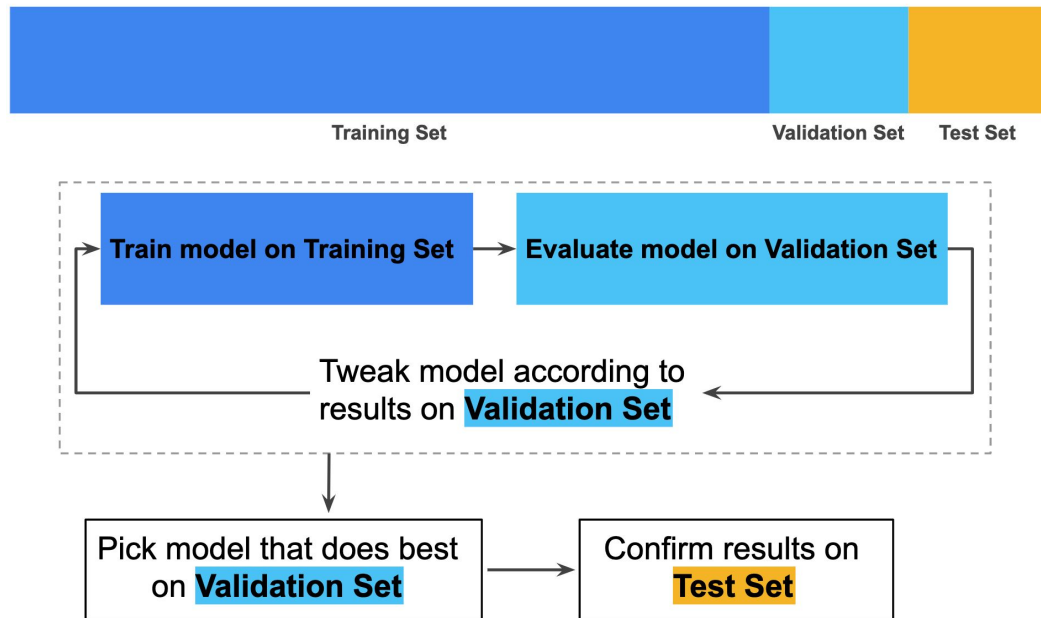 Training Set
Validation Set
Test Set
Train model on Training Set
Evaluate model on Validation Set
Tweak model according to
results on Validation Set
Pick model that does best
on Validation Set
Confirm results on
Test Set